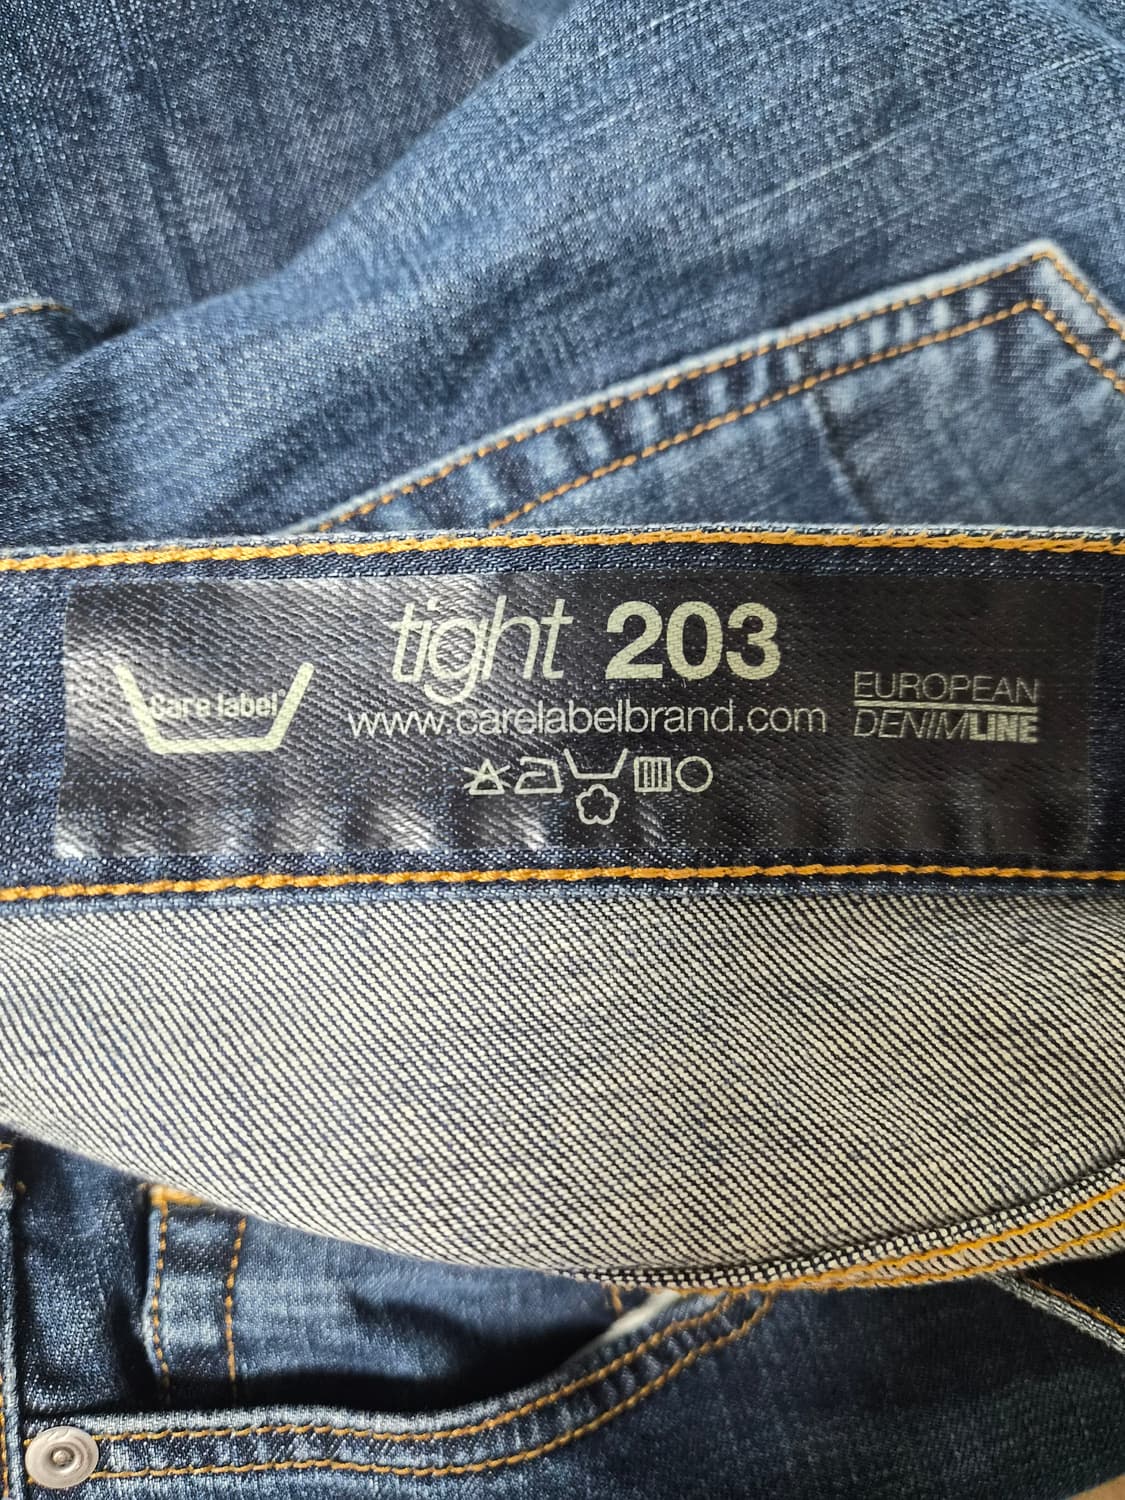 tight 203
Care label
www.carelabelbrand.com
EUROPEAN
DENIMLINE